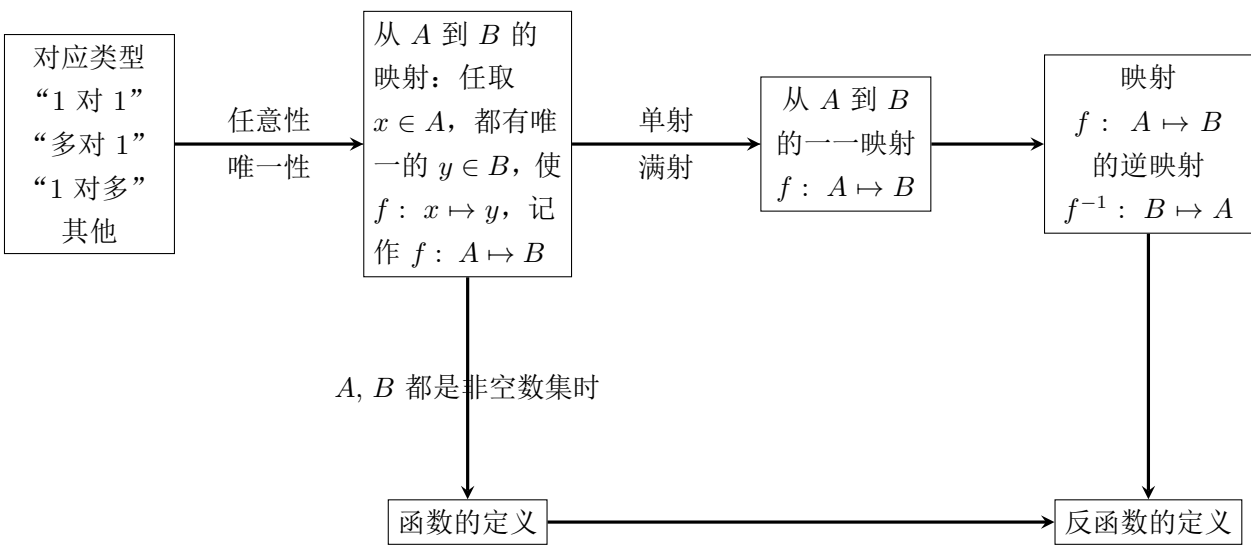 对应类型
“1 对 1”
“多对 1”
“1 对多”
其他
任意性
唯一性
从 A 到 B 的
映射：任取
x ∈ A，都有唯
一的 y ∈ B，使
f : x ↦ y，记
作 f : A ↦ B
单射
满射
从 A 到 B
的一一映射
f : A ↦ B
映射
f : A ↦ B
的逆映射
f⁻¹ : B ↦ A
A, B 都是非空数集时
函数的定义
反函数的定义